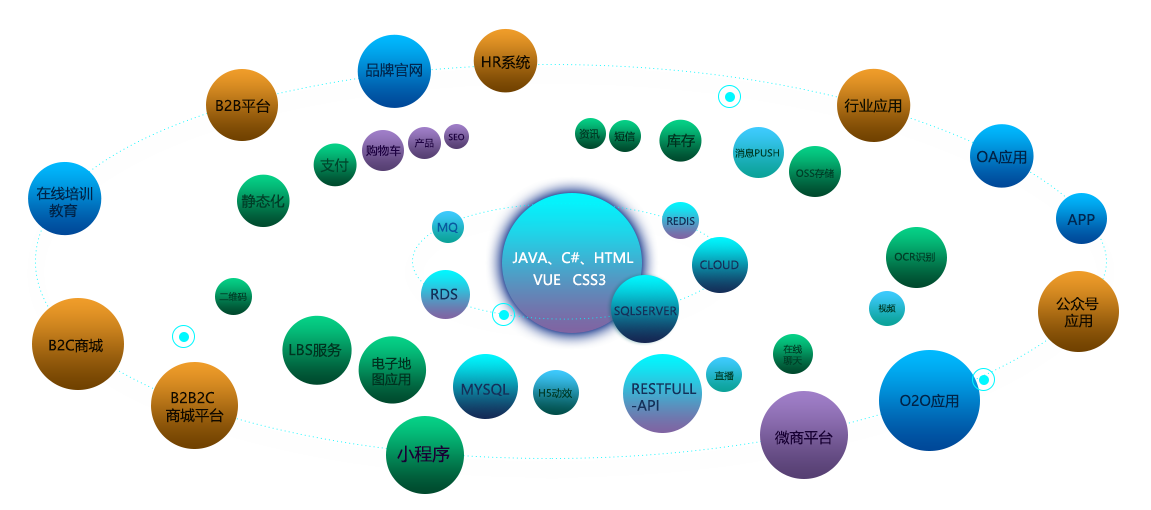 HR系统
品牌官网
B2B平台
行业应用
SEO
产品
购物车
支付
资讯
短信
库存
消息PUSH
OSS存储
OA应用
在线培训
教育
静态化
MQ
REDIS
APP
JAVA、C#、HTML
VUE CSS3
CLOUD
OCR识别
二维码
RDS
SQLSERVER
视频
公众号
应用
B2C商城
LBS服务
电子地
图应用
在线
聊天
MYSQL
H5动效
RESTFULL
-API
直播
B2B2C
商城平台
O2O应用
小程序
微商平台